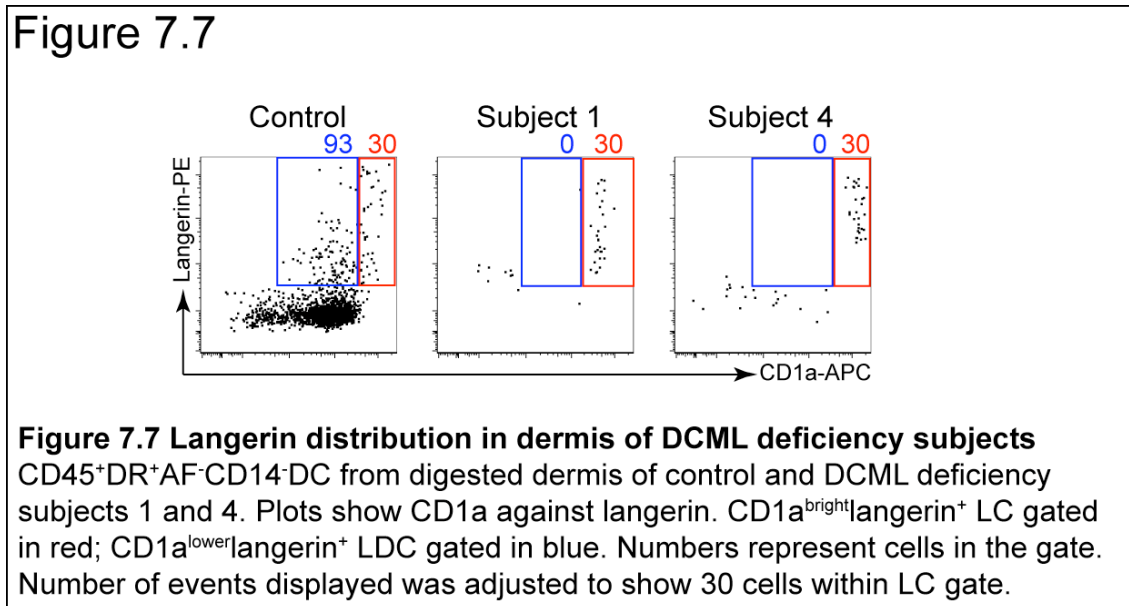 Figure 7.7
Control
Subject 1
Subject 4
93 30
0 30
0 30
Langerin-PE
CD1a-APC
Figure 7.7 Langerin distribution in dermis of DCML deficiency subjects
CD45⁺DR⁺AF⁻CD14⁻DC from digested dermis of control and DCML deficiency
subjects 1 and 4. Plots show CD1a against langerin. CD1aᵇʳⁱᵍʰᵗlangerin⁺ LC gated
in red; CD1aˡᵒʷᵉʳlangerin⁺ LDC gated in blue. Numbers represent cells in the gate.
Number of events displayed was adjusted to show 30 cells within LC gate.